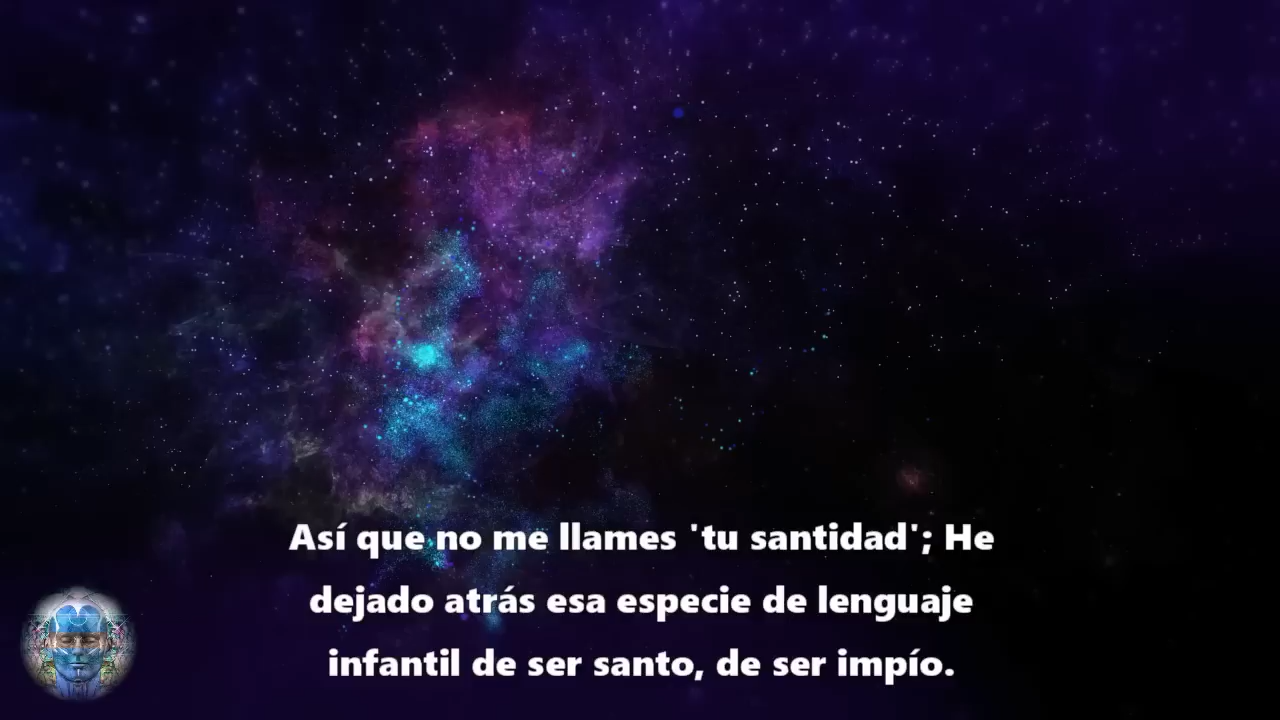 Así que no me llames 'tu santidad'; He
dejado atrás esa especie de lenguaje
infantil de ser santo, de ser impío.